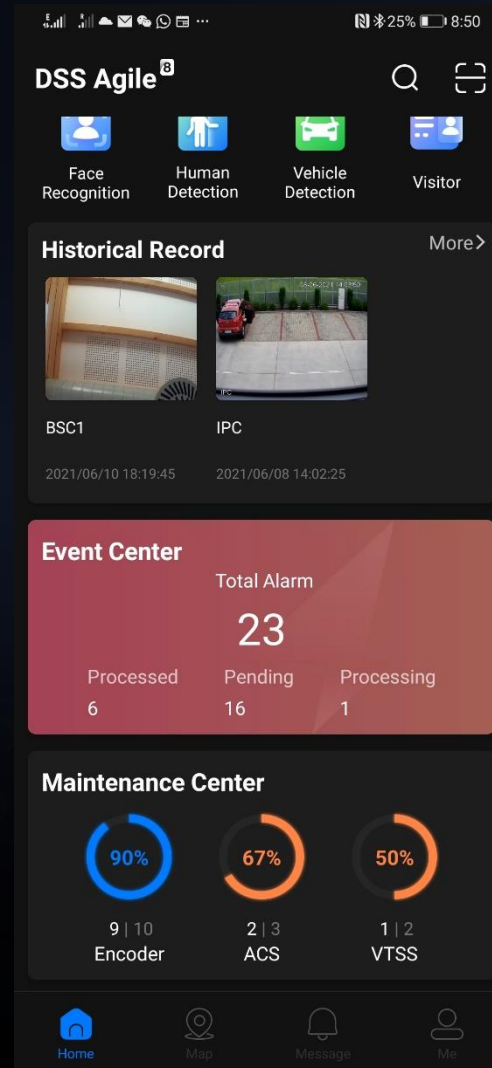 25% 8:50
DSS Agile 8
Face Recognition
Human Detection
Vehicle Detection
Visitor
Historical Record
More>
BSC1
2021/06/10 18:19:45
IPC
2021/06/08 14:02:25
Event Center
Total Alarm
23
Processed
6
Pending
16
Processing
1
Maintenance Center
90%
9 | 10
Encoder
67%
2 | 3
ACS
50%
1 | 2
VTSS
Home
Map
Message
Me